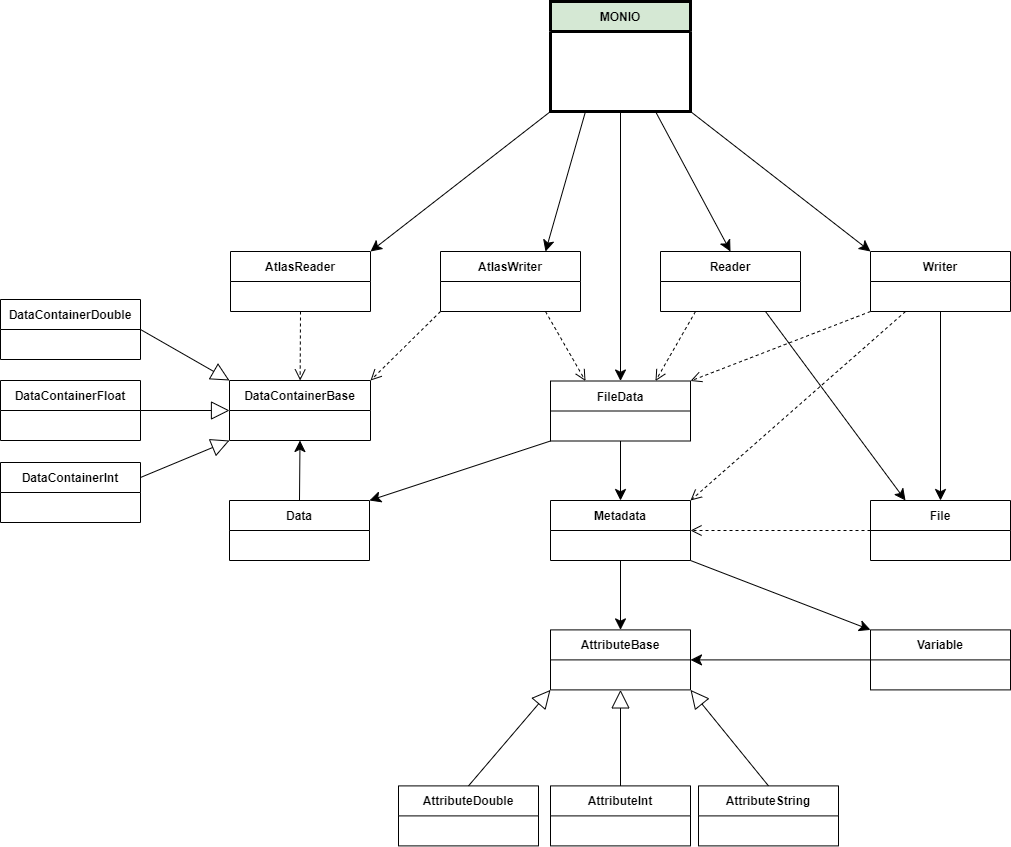 MONIO
AtlasReader
AtlasWriter
Reader
Writer
DataContainerDouble
DataContainerFloat
DataContainerBase
FileData
DataContainerInt
Data
Metadata
File
AttributeBase
Variable
AttributeDouble
AttributeInt
AttributeString